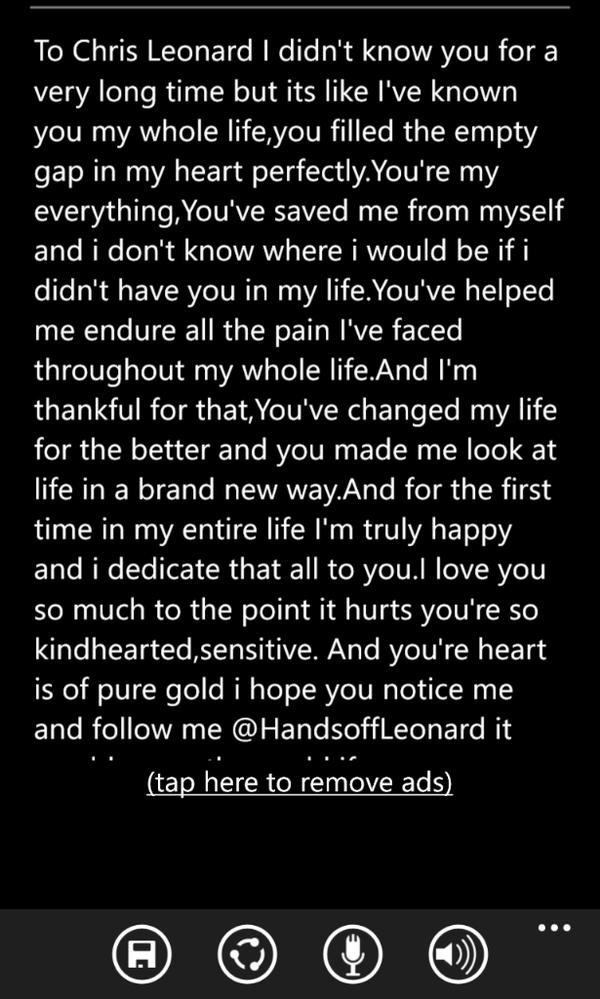 To Chris Leonard I didn't know you for a
very long time but its like I've known
you my whole life,you filled the empty
gap in my heart perfectly.You're my
everything,You've saved me from myself
and i don't know where i would be if i
didn't have you in my life.You've helped
me endure all the pain I've faced
throughout my whole life.And I'm
thankful for that,You've changed my life
for the better and you made me look at
life in a brand new way.And for the first
time in my entire life I'm truly happy
and i dedicate that all to you.I love you
so much to the point it hurts you're so
kindhearted,sensitive. And you're heart
is of pure gold i hope you notice me
and follow me @HandsoffLeonard it
(tap here to remove ads)